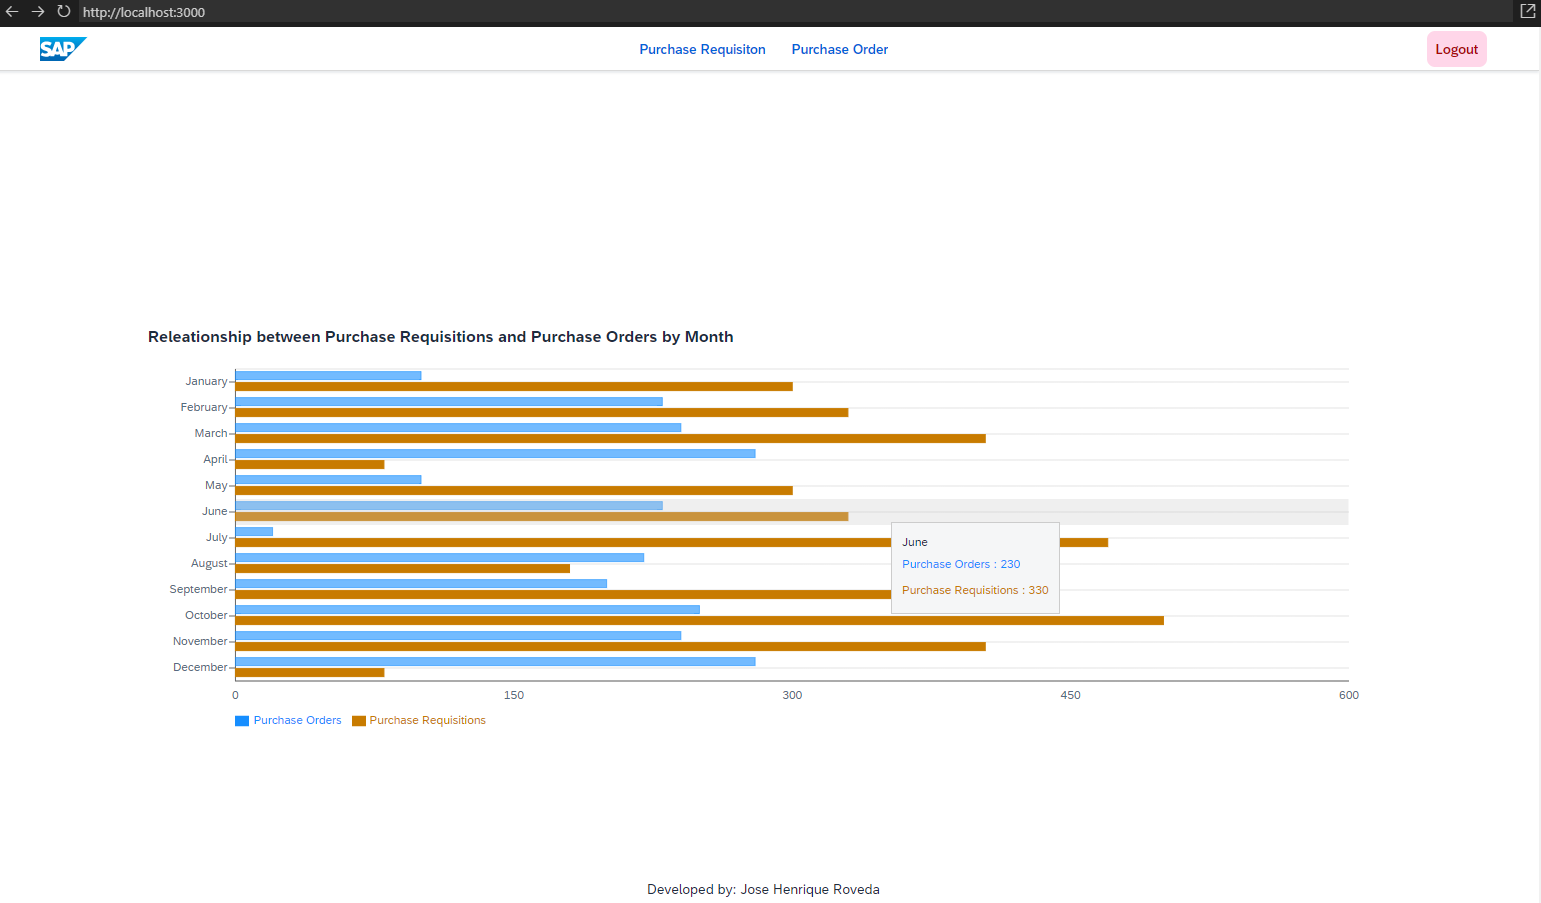 http://localhost:3000
SAP Purchase Requisiton Purchase Order Logout
Releationship between Purchase Requisitions and Purchase Orders by Month
January
February
March
April
May
June
July
August
September
October
November
December
June
Purchase Orders : 230
Purchase Requisitions : 330
0 150 300 450 600
Purchase Orders Purchase Requisitions
Developed by: Jose Henrique Roveda